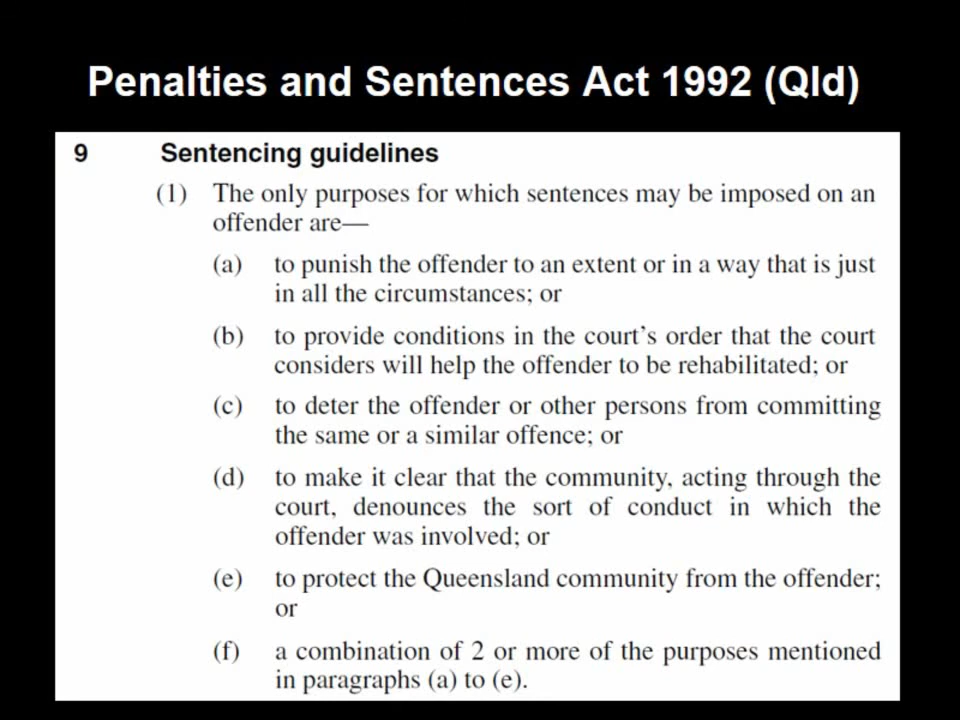 Penalties and Sentences Act 1992 (Qld)
9 Sentencing guidelines
(1) The only purposes for which sentences may be imposed on an
offender are—
(a) to punish the offender to an extent or in a way that is just
in all the circumstances; or
(b) to provide conditions in the court’s order that the court
considers will help the offender to be rehabilitated; or
(c) to deter the offender or other persons from committing
the same or a similar offence; or
(d) to make it clear that the community, acting through the
court, denounces the sort of conduct in which the
offender was involved; or
(e) to protect the Queensland community from the offender;
or
(f) a combination of 2 or more of the purposes mentioned
in paragraphs (a) to (e).